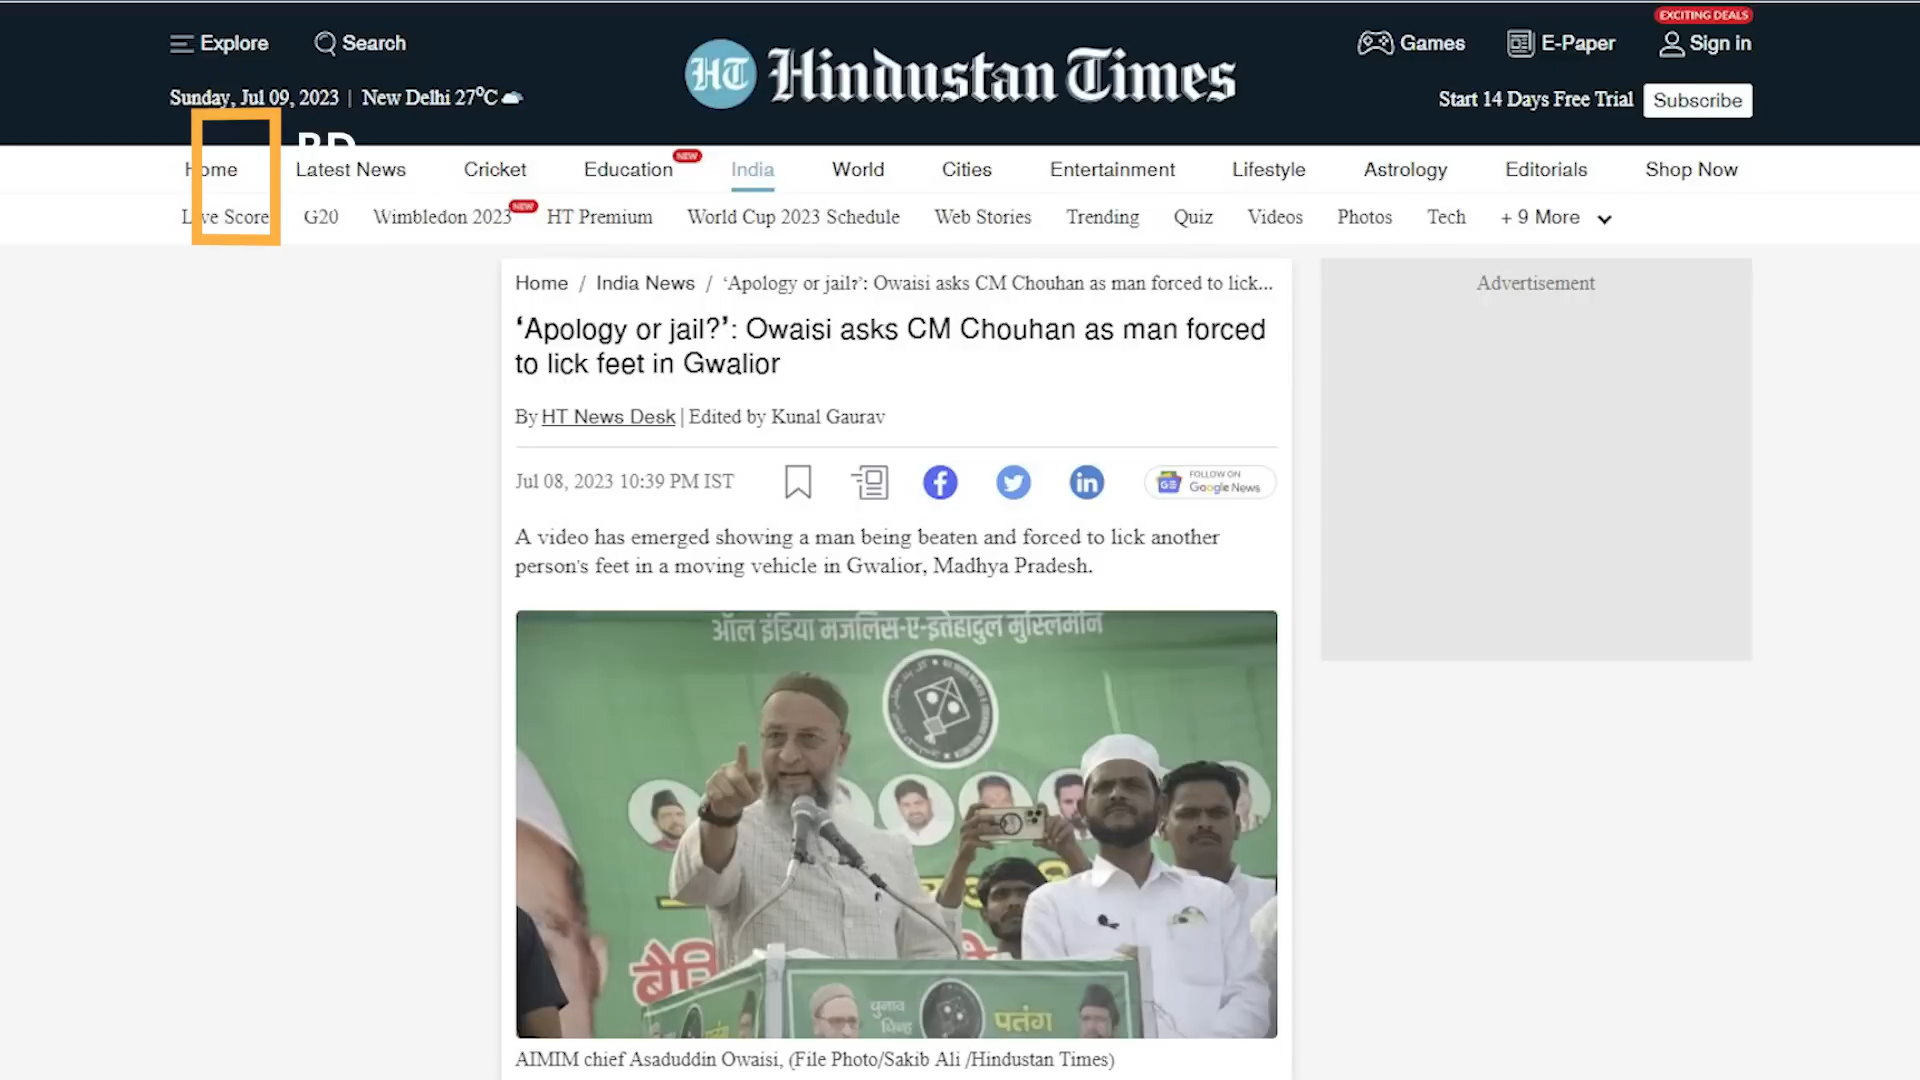 EXCITING DEALS
Explore Search Games E-Paper Sign in
HT Hindustan Times
Sunday, Jul 09, 2023 | New Delhi 27°C Start 14 Days Free Trial Subscribe
BD
Home Latest News Cricket Education NEW India World Cities Entertainment Lifestyle Astrology Editorials Shop Now
Live Score G20 Wimbledon 2023 NEW HT Premium World Cup 2023 Schedule Web Stories Trending Quiz Videos Photos Tech + 9 More
Home / India News / ‘Apology or jail?’: Owaisi asks CM Chouhan as man forced to lick...
Advertisement
‘Apology or jail?’: Owaisi asks CM Chouhan as man forced
to lick feet in Gwalior
By HT News Desk | Edited by Kunal Gaurav
Jul 08, 2023 10:39 PM IST
FOLLOW ON
Google News
A video has emerged showing a man being beaten and forced to lick another
person's feet in a moving vehicle in Gwalior, Madhya Pradesh.
ऑल इंडिया मजलिस-ए-इत्तेहादुल मुस्लिमीन
चुनाव
चिन्ह
पतंग
AIMIM chief Asaduddin Owaisi, (File Photo/Sakib Ali /Hindustan Times)